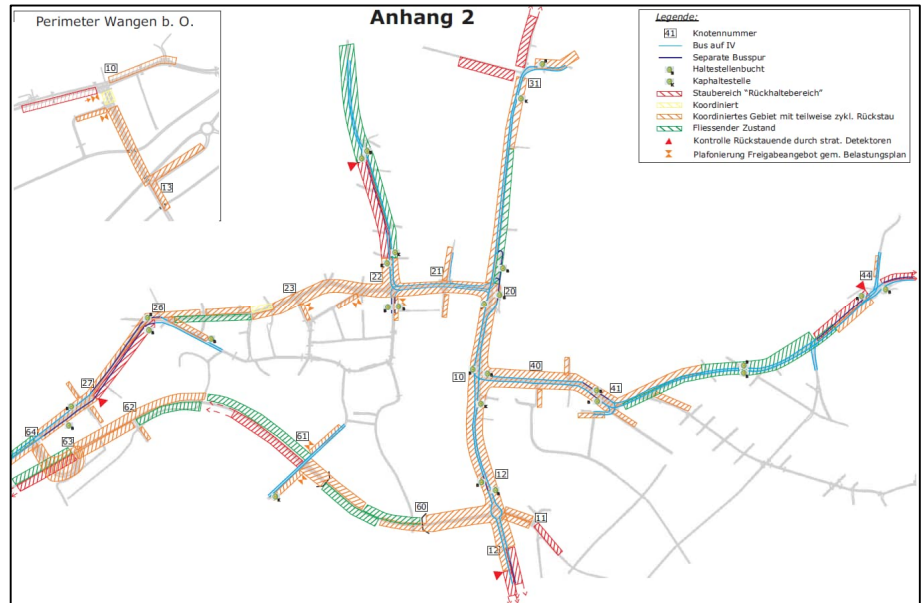 Perimeter Wangen b. O.
10
13
Anhang 2
Legende:
41 Knotennummer
Bus auf IV
Separate Busspur
Haltestellenbucht
Kaphaltestelle
Staubereich "Rückhaltebereich"
Koordiniert
Koordiniertes Gebiet mit teilweise zykl. Rückstau
Fliessender Zustand
Kontrolle Rückstauende durch strat. Detektoren
Plafonierung Freigabeangebot gem. Belastungsplan
31
22
21
23
20
44
26
40
10
41
27
62
64
63
61
12
60
11
12